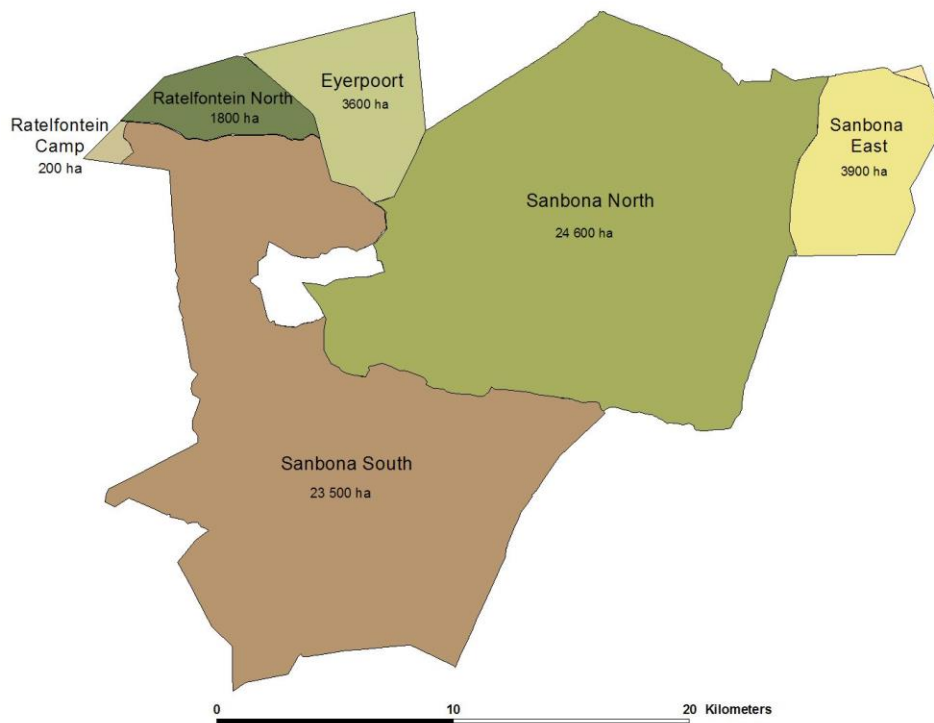 Eyerpoort
3600 ha
Ratelfontein North
1800 ha
Ratelfontein
Camp
200 ha
Sanbona
East
3900 ha
Sanbona North
24 600 ha
Sanbona South
23 500 ha
0 10 20 Kilometers